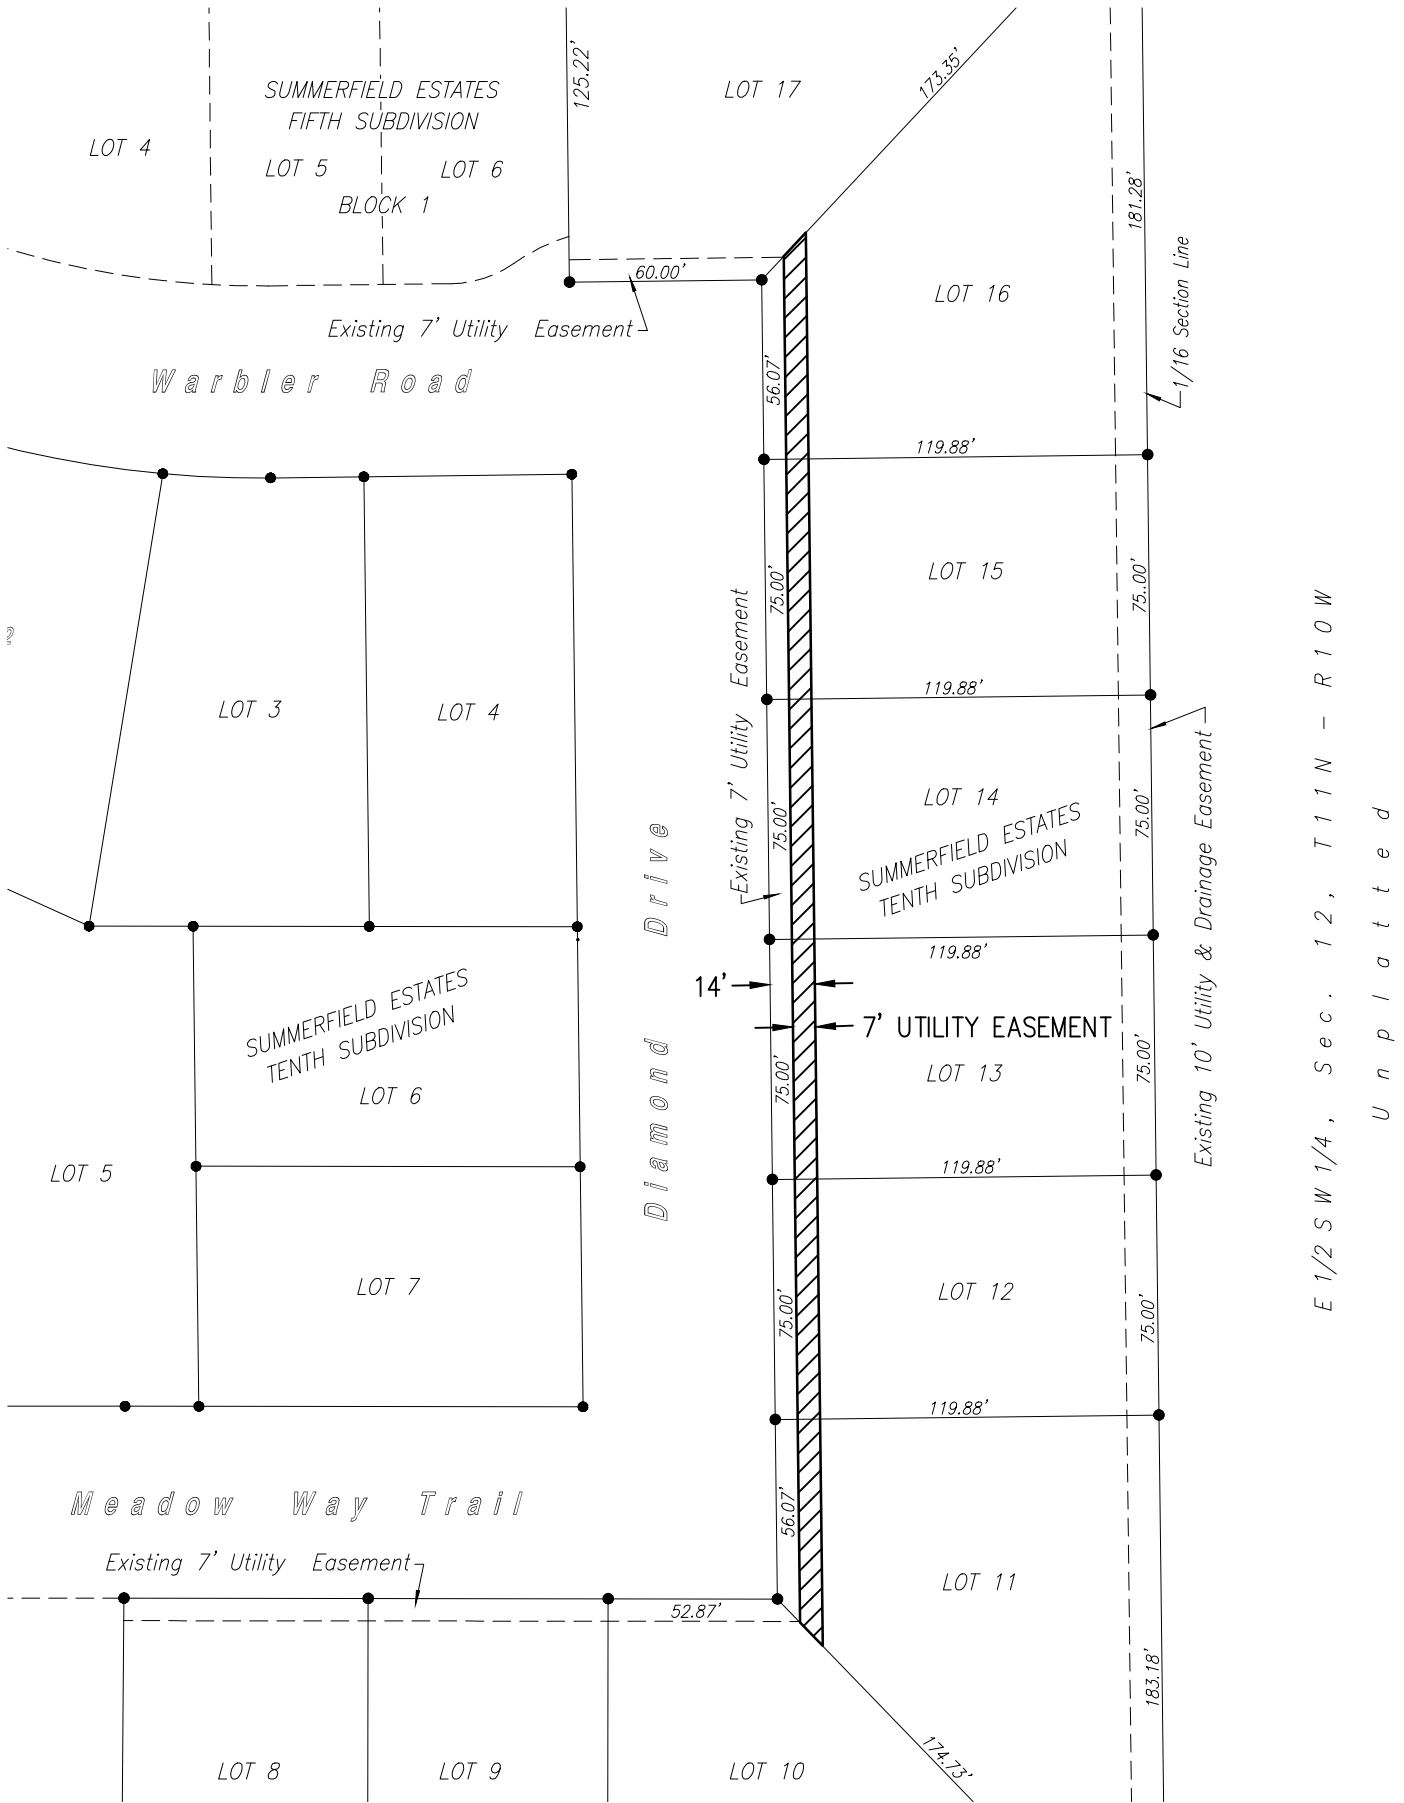 SUMMERFIELD ESTATES
FIFTH SUBDIVISION
LOT 4
LOT 5
LOT 6
BLOCK 1
125.22'
LOT 17
173.35'
181.28'
1/16 Section Line
60.00'
Existing 7' Utility Easement
LOT 16
Warbler Road
56.07'
119.88'
LOT 15
75.00'
75.00'
Existing 7' Utility Easement
119.88'
LOT 3
LOT 4
LOT 14
75.00'
75.00'
SUMMERFIELD ESTATES
TENTH SUBDIVISION
Existing 10' Utility & Drainage Easement
E 1/2 SW 1/4, Sec. 12, T11N - R10W
Unplatted
Diamond Drive
119.88'
14'
7' UTILITY EASEMENT
SUMMERFIELD ESTATES
TENTH SUBDIVISION
LOT 6
LOT 13
75.00'
75.00'
LOT 5
119.88'
LOT 7
LOT 12
75.00'
75.00'
119.88'
Meadow Way Trail
56.07'
Existing 7' Utility Easement
LOT 11
52.87'
183.18'
LOT 8
LOT 9
LOT 10
174.73'